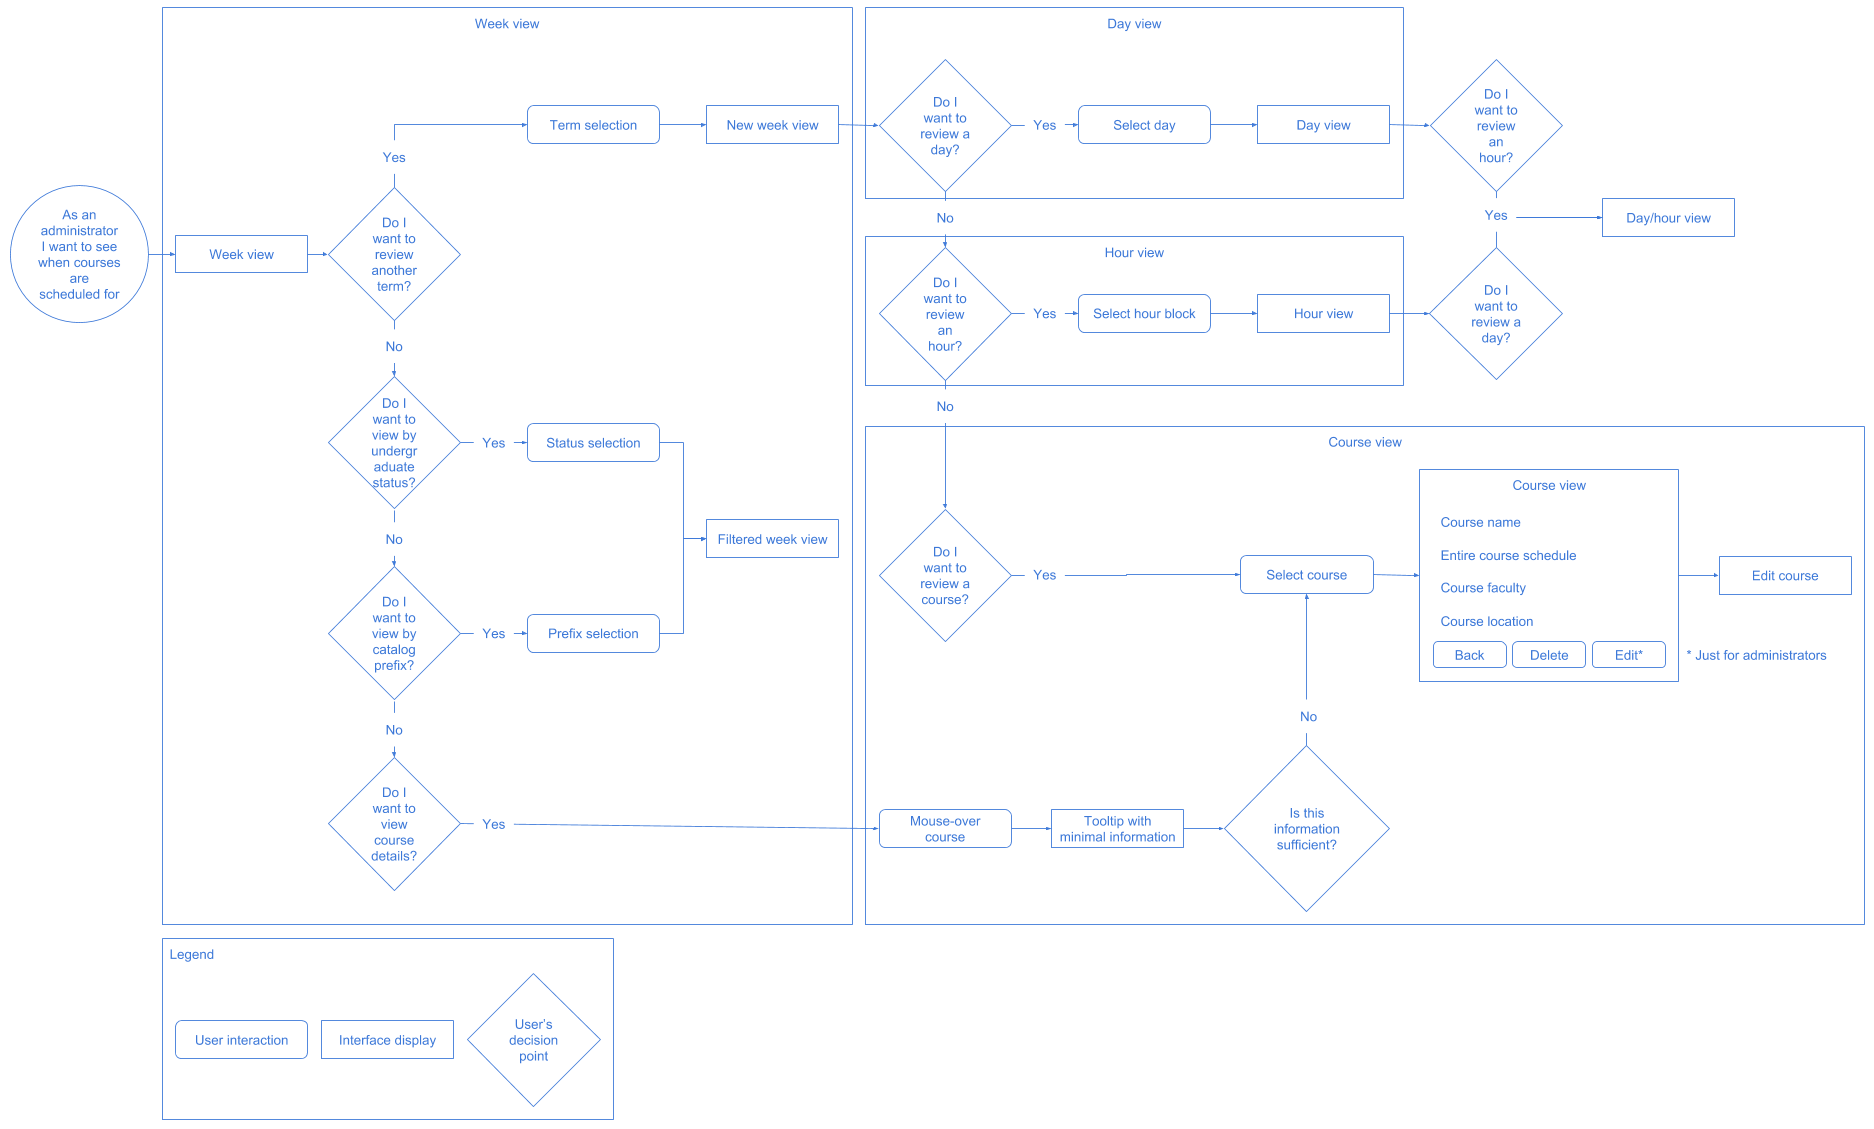 Week view
As an
administrator
I want to see
when courses
are
scheduled for
Week view
Do I
want to
review
another
term?
Yes
Term selection
New week view
No
Do I
want to
view by
undergr
aduate
status?
Yes
Status selection
Filtered week view
No
Do I
want to
view by
catalog
prefix?
Yes
Prefix selection
No
Do I
want to
view
course
details?
Yes
Day view
Do I
want to
review a
day?
Yes
Select day
Day view
Do I
want to
review
an
hour?
No
Yes
Day/hour view
Hour view
Do I
want to
review
an
hour?
Yes
Select hour block
Hour view
Do I
want to
review a
day?
No
Course view
Do I
want to
review a
course?
Yes
Select course
Course view
Course name
Entire course schedule
Course faculty
Course location
Back
Delete
Edit*
Edit course
* Just for administrators
No
Mouse-over
course
Tooltip with
minimal information
Is this
information
sufficient?
Legend
User interaction
Interface display
User's
decision
point